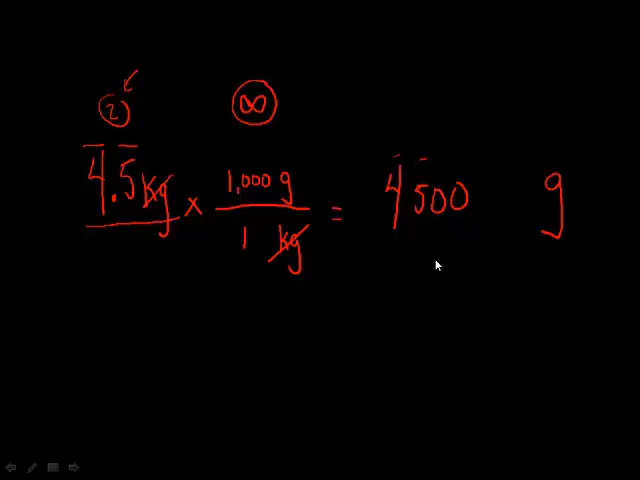 2 ∞
4.5 kg x 1,000 g / 1 kg = 4500 g